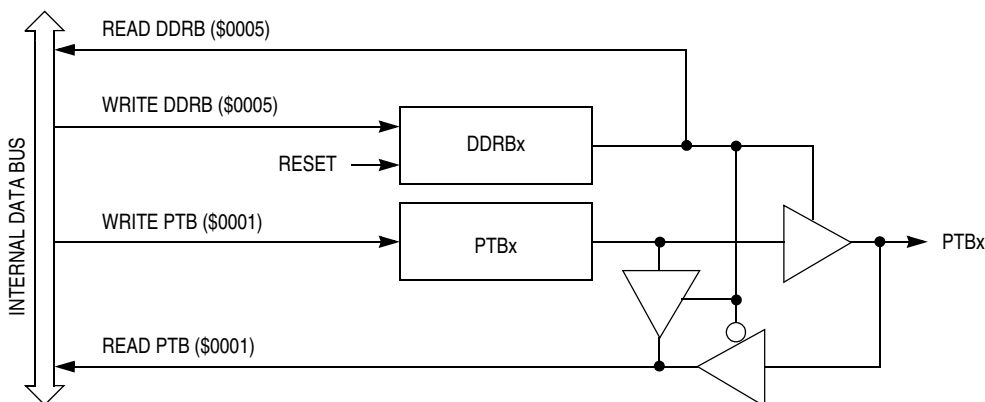 READ DDRB ($0005)
WRITE DDRB ($0005)
DDRBx
RESET
INTERNAL DATA BUS
WRITE PTB ($0001)
PTBx
PTBx
READ PTB ($0001)